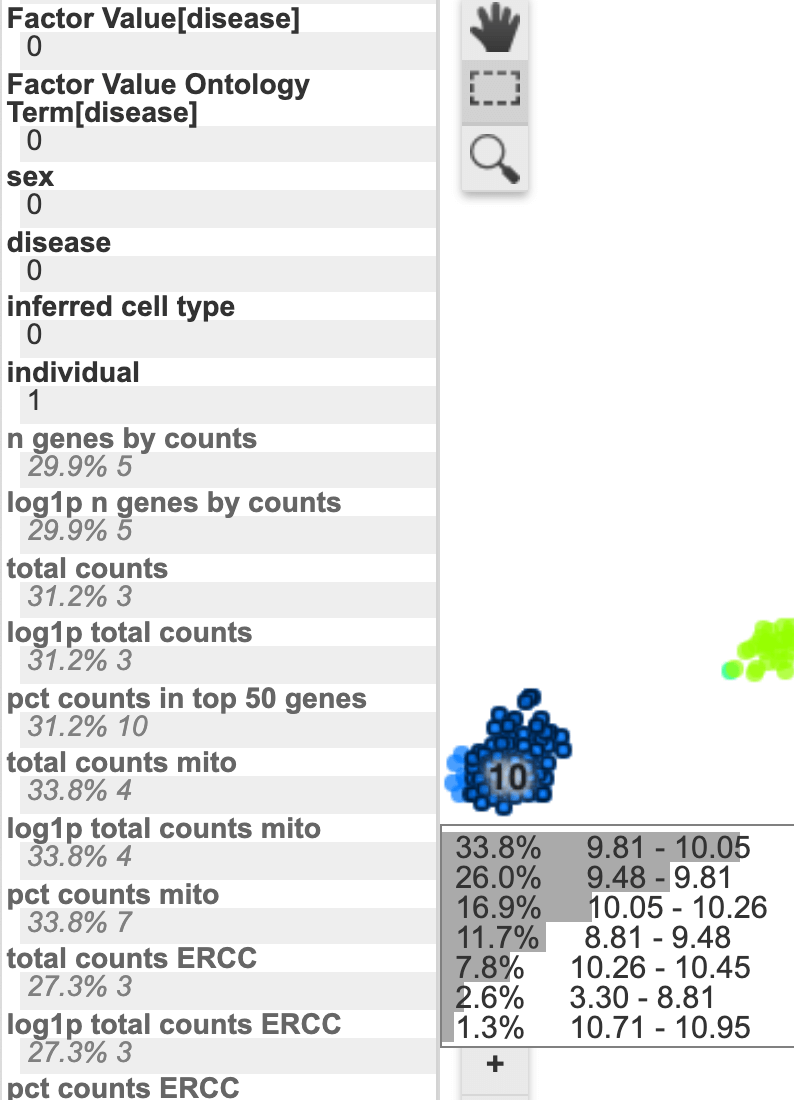 Factor Value[disease]
0
Factor Value Ontology
Term[disease]
0
sex
0
disease
0
inferred cell type
0
individual
1
n genes by counts
29.9% 5
log1p n genes by counts
29.9% 5
total counts
31.2% 3
log1p total counts
31.2% 3
pct counts in top 50 genes
31.2% 10
total counts mito
33.8% 4
log1p total counts mito
33.8% 4
pct counts mito
33.8% 7
total counts ERCC
27.3% 3
log1p total counts ERCC
27.3% 3
pct counts ERCC
10
33.8% 9.81 - 10.05
26.0% 9.48 - 9.81
16.9% 10.05 - 10.26
11.7% 8.81 - 9.48
7.8% 10.26 - 10.45
2.6% 3.30 - 8.81
1.3% 10.71 - 10.95
+